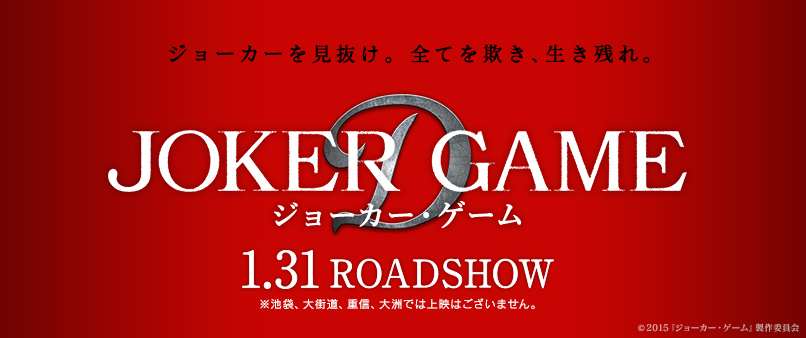 ジョーカーを見抜け。全てを欺き、生き残れ。
D
JOKER GAME
ジョーカー・ゲーム
1.31 ROADSHOW
※池袋、大街道、重信、大洲では上映はございません。
©2015『ジョーカー・ゲーム』製作委員会